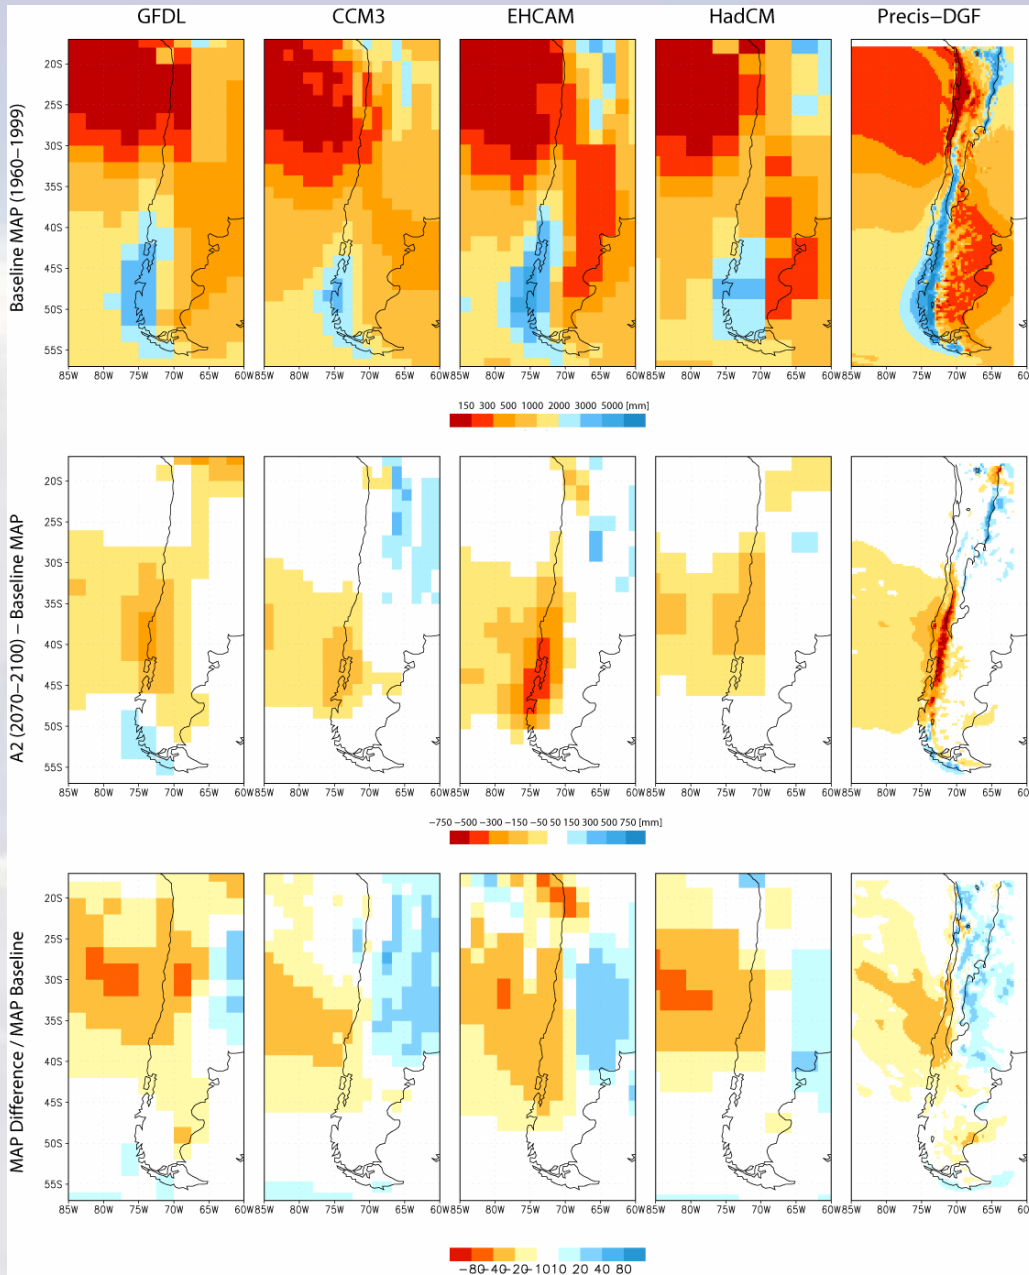 GFDL CCM3 EHCAM HadCM Precis-DGF
Baseline MAP (1960-1999)
20S
25S
30S
35S
40S
45S
50S
55S
85W 80W 75W 70W 65W 60W85W 80W 75W 70W 65W 60W85W 80W 75W 70W 65W 60W85W 80W 75W 70W 65W 60W85W 80W 75W 70W 65W 60W
150 300 500 1000 2000 3000 5000 [mm]
A2 (2070-2100) - Baseline MAP
20S
25S
30S
35S
40S
45S
50S
55S
85W 80W 75W 70W 65W 60W85W 80W 75W 70W 65W 60W85W 80W 75W 70W 65W 60W85W 80W 75W 70W 65W 60W85W 80W 75W 70W 65W 60W
-750 -500 -300 -150 -50 50 150 300 500 750 [mm]
MAP Difference / MAP Baseline
20S
25S
30S
35S
40S
45S
50S
55S
85W 80W 75W 70W 65W 60W85W 80W 75W 70W 65W 60W85W 80W 75W 70W 65W 60W85W 80W 75W 70W 65W 60W85W 80W 75W 70W 65W 60W
-80-40-20-1010 20 40 80